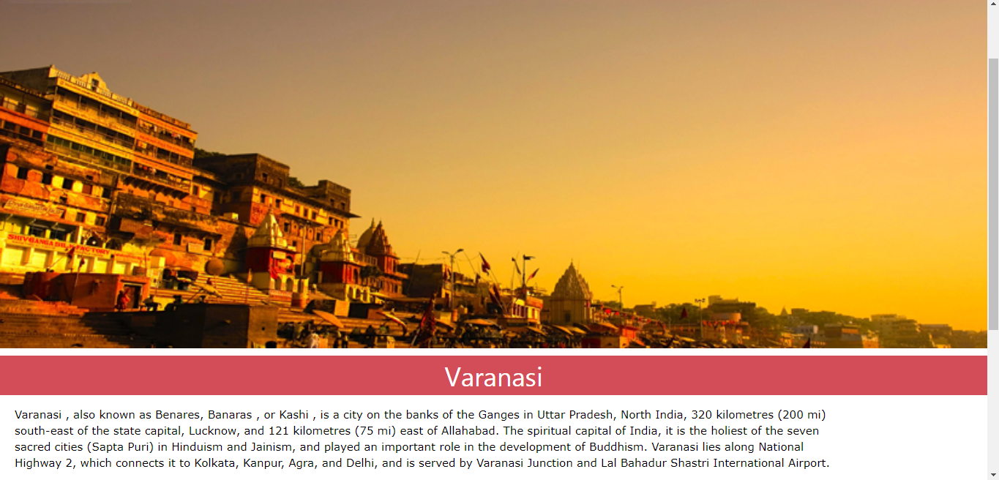 SHIVGANGA SILK FACTORY
Varanasi
Varanasi , also known as Benares, Banaras , or Kashi , is a city on the banks of the Ganges in Uttar Pradesh, North India, 320 kilometres (200 mi)
south-east of the state capital, Lucknow, and 121 kilometres (75 mi) east of Allahabad. The spiritual capital of India, it is the holiest of the seven
sacred cities (Sapta Puri) in Hinduism and Jainism, and played an important role in the development of Buddhism. Varanasi lies along National
Highway 2, which connects it to Kolkata, Kanpur, Agra, and Delhi, and is served by Varanasi Junction and Lal Bahadur Shastri International Airport.